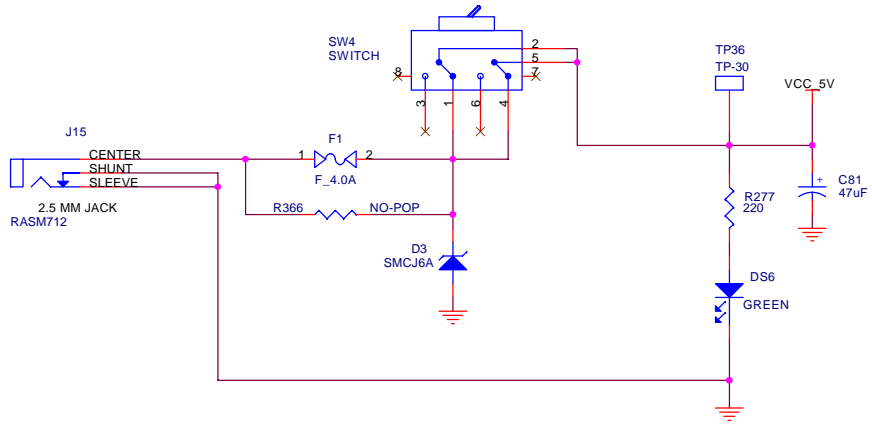 SW4
SWITCH
2
5
8
7
3
1
6
4
TP36
TP-30
VCC_5V
J15
CENTER
SHUNT
SLEEVE
2.5 MM JACK
RASM712
F1
1
2
F_4.0A
R366
NO-POP
D3
SMCJ6A
R277
220
+
C81
47uF
DS6
GREEN